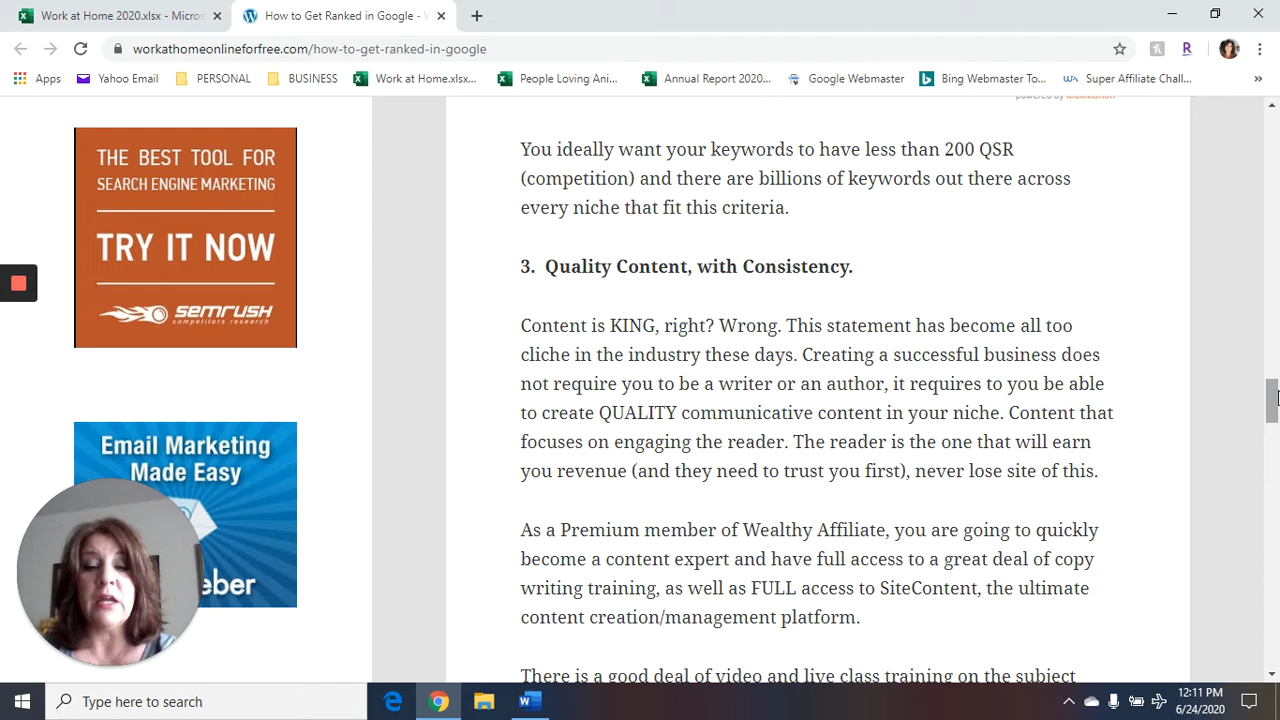 Work at Home 2020.xlsx - Micros
How to Get Ranked in Google - W
workathomeonlineforfree.com/how-to-get-ranked-in-google
Apps
Yahoo Email
PERSONAL
BUSINESS
Work at Home.xlsx...
People Loving Ani...
Annual Report 2020...
Google Webmaster
Bing Webmaster To...
Super Affiliate Chall...
»
powered by
THE BEST TOOL FOR
SEARCH ENGINE MARKETING
TRY IT NOW
semrush
competitors research
Email Marketing
Made Easy
eber
You ideally want your keywords to have less than 200 QSR
(competition) and there are billions of keywords out there across
every niche that fit this criteria.
3. Quality Content, with Consistency.
Content is KING, right? Wrong. This statement has become all too
cliche in the industry these days. Creating a successful business does
not require you to be a writer or an author, it requires to you be able
to create QUALITY communicative content in your niche. Content that
focuses on engaging the reader. The reader is the one that will earn
you revenue (and they need to trust you first), never lose site of this.
As a Premium member of Wealthy Affiliate, you are going to quickly
become a content expert and have full access to a great deal of copy
writing training, as well as FULL access to SiteContent, the ultimate
content creation/management platform.
There is a good deal of video and live class training on the subject
Type here to search
12:11 PM
6/24/2020